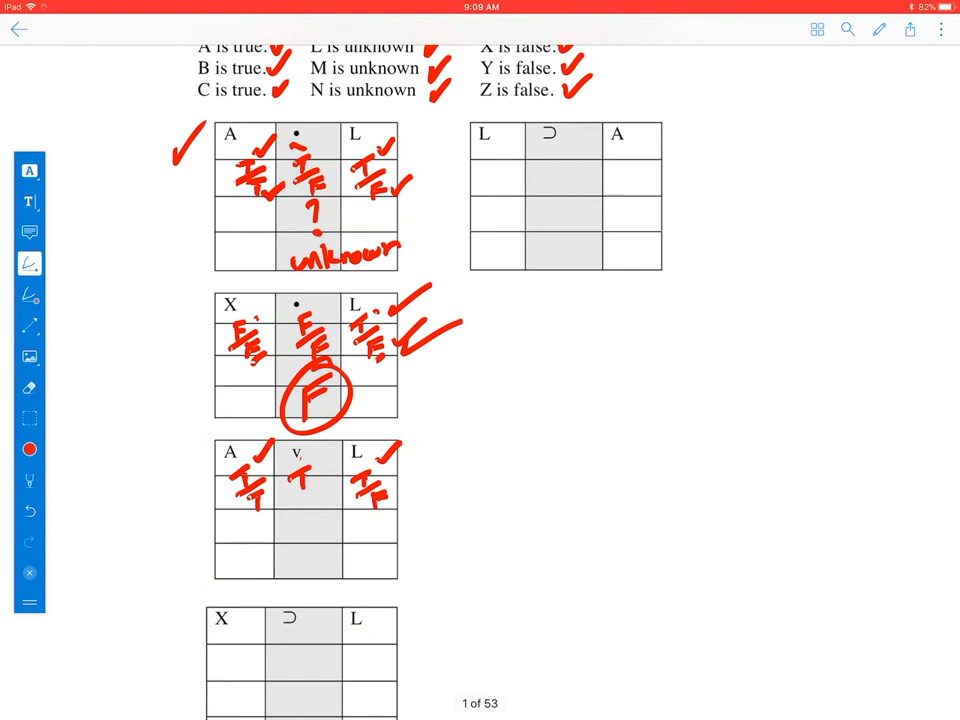 iPad 9:09 AM 82%
A is true. L is unknown X is false.
B is true. M is unknown Y is false.
C is true. N is unknown Z is false.
A • L
T/T T/F T/F
?
unknown
L ⊃ A
X • L
F/F F/F T/F
F
A v L
T/T T T/F
X ⊃ L
1 of 53
A
T